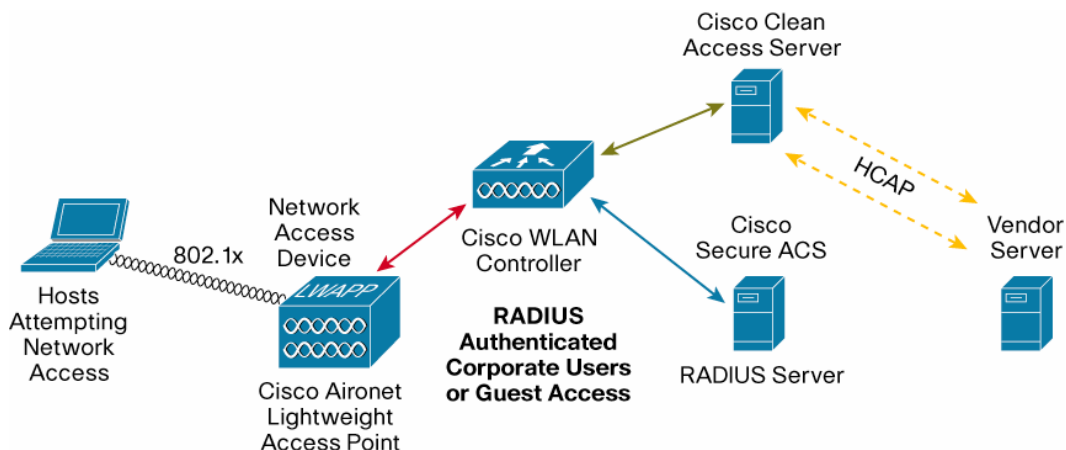 Cisco Clean
Access Server
HCAP
Network
Access
Device
802.1x
LWAPP
Cisco WLAN
Controller
Cisco
Secure ACS
Vendor
Server
Hosts
Attempting
Network
Access
RADIUS
Authenticated
Corporate Users
or Guest Access
RADIUS Server
Cisco Aironet
Lightweight
Access Point